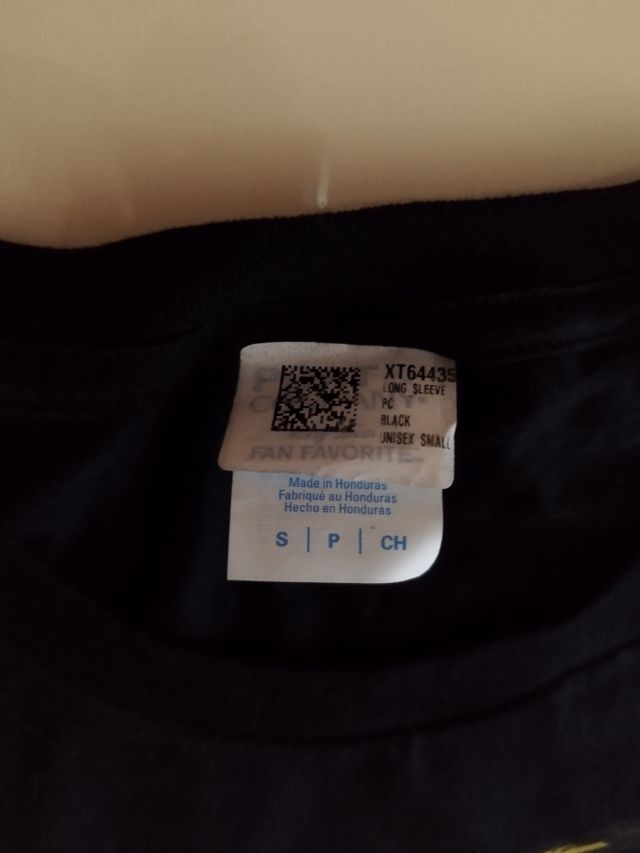 XT64435
LONG SLEEVE
PC
BLACK
UNISEX SMALL
FAN FAVORITE
Made in Honduras
Fabriqué au Honduras
Hecho en Honduras
S | P | CH